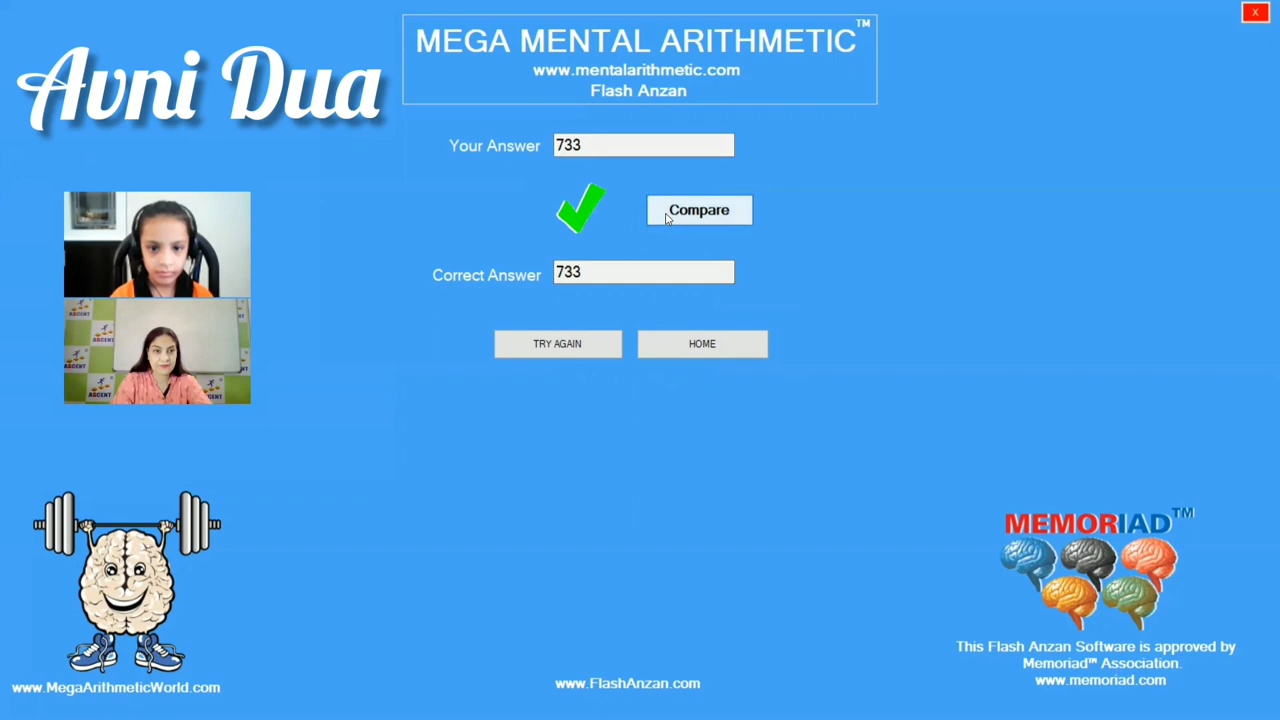 X
MEGA MENTAL ARITHMETIC™
www.mentalarithmetic.com
Flash Anzan
Avni Dua
Your Answer 733
Compare
Correct Answer 733
TRY AGAIN HOME
ASCENT
ASCENT
MEMORIAD™
This Flash Anzan Software is approved by
Memoriad™ Association.
www.memoriad.com
www.MegaArithmeticWorld.com
www.FlashAnzan.com